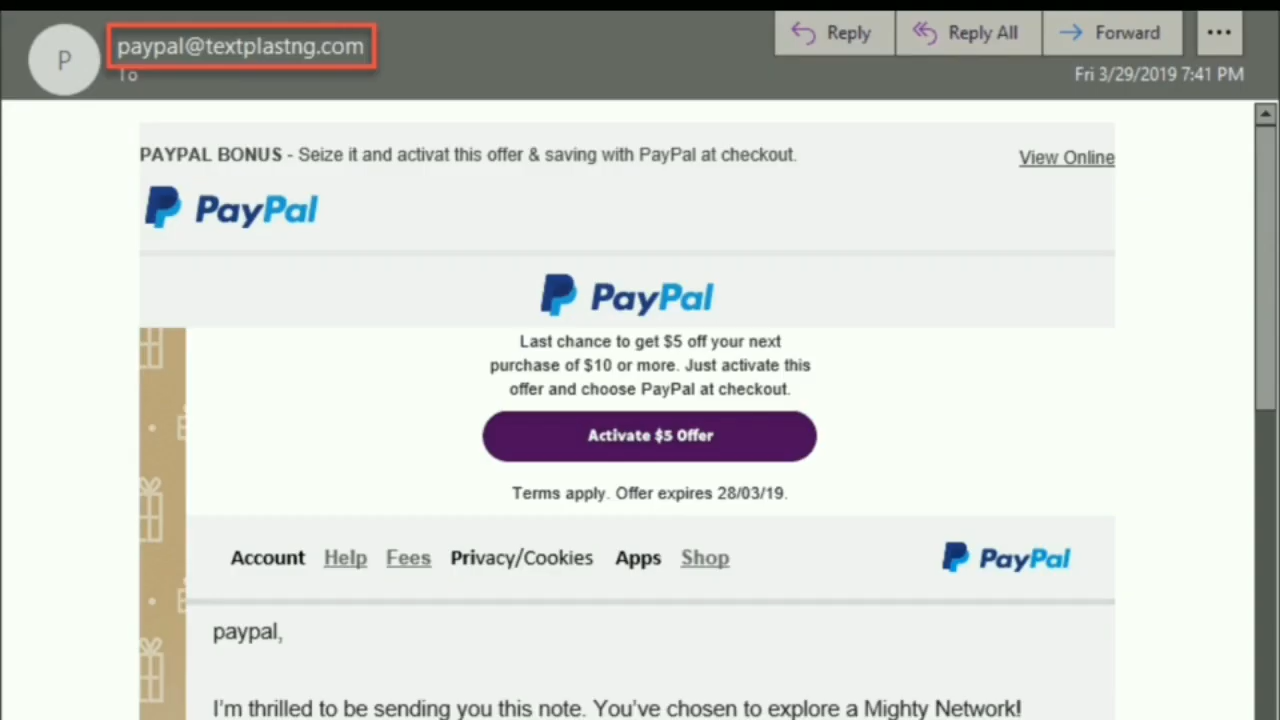 P
paypal@textplastng.com
Reply
Reply All
Forward
To
Fri 3/29/2019 7:41 PM
PAYPAL BONUS - Seize it and activat this offer & saving with PayPal at checkout.
View Online
PayPal
PayPal
Last chance to get $5 off your next
purchase of $10 or more. Just activate this
offer and choose PayPal at checkout.
Activate $5 Offer
Terms apply. Offer expires 28/03/19.
Account Help Fees Privacy/Cookies Apps Shop
PayPal
paypal,
I'm thrilled to be sending you this note. You've chosen to explore a Mighty Network!